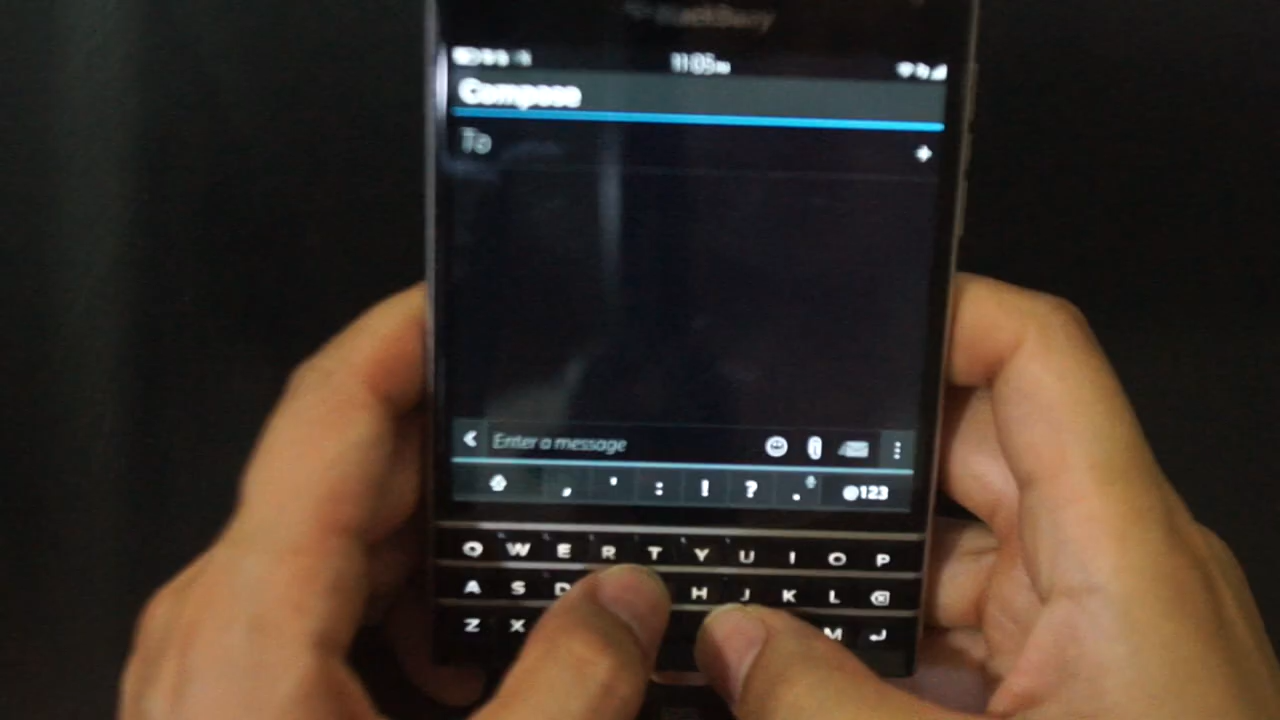 BlackBerry
11:05
Compose
To
Enter a message
, ' : ! ? . @123
Q W E R T Y U I O P
A S D H J K L
Z X M